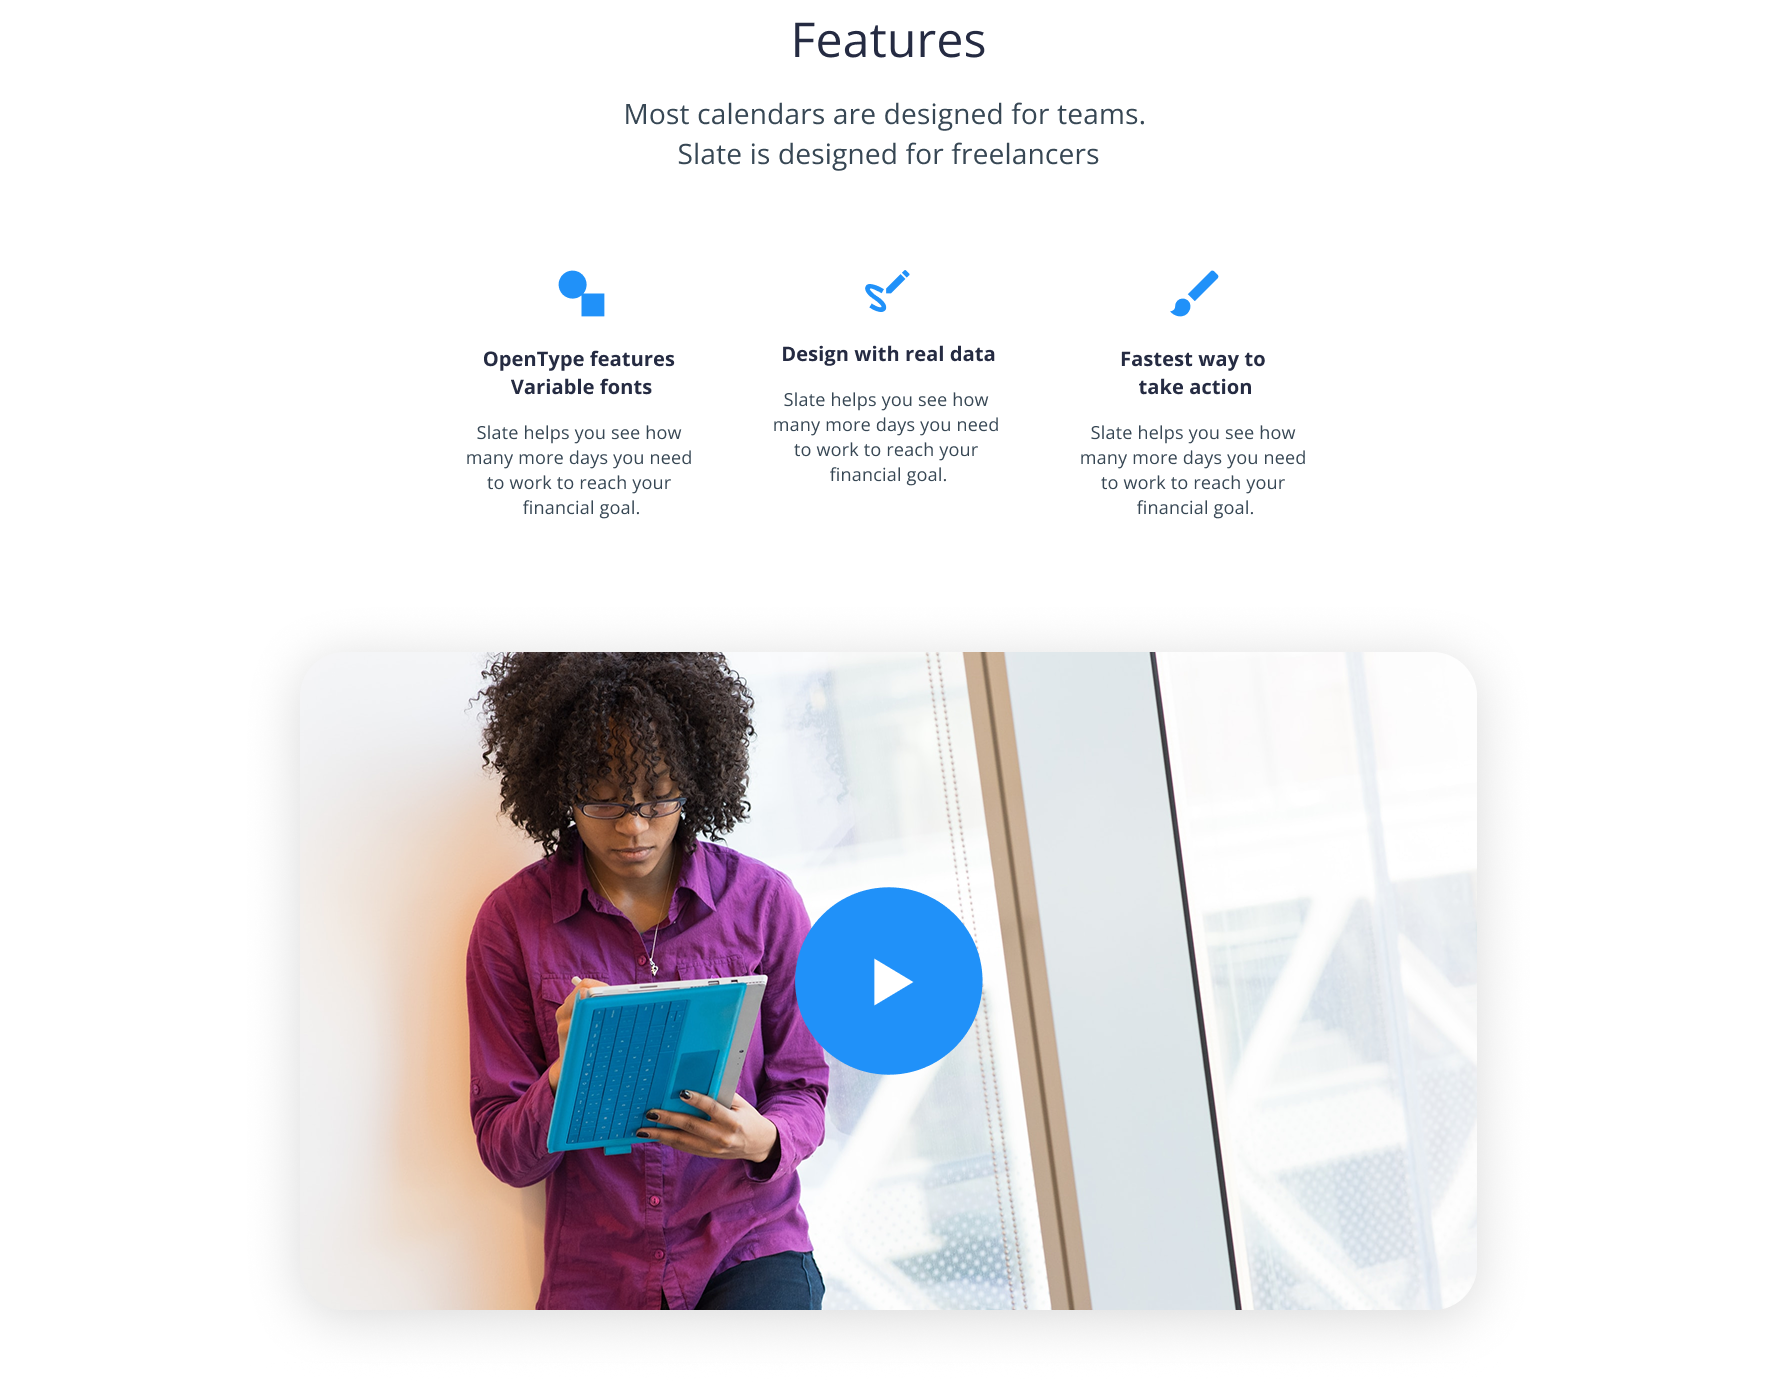 Features
Most calendars are designed for teams.
Slate is designed for freelancers
OpenType features
Variable fonts
Slate helps you see how
many more days you need
to work to reach your
financial goal.
Design with real data
Slate helps you see how
many more days you need
to work to reach your
financial goal.
Fastest way to
take action
Slate helps you see how
many more days you need
to work to reach your
financial goal.